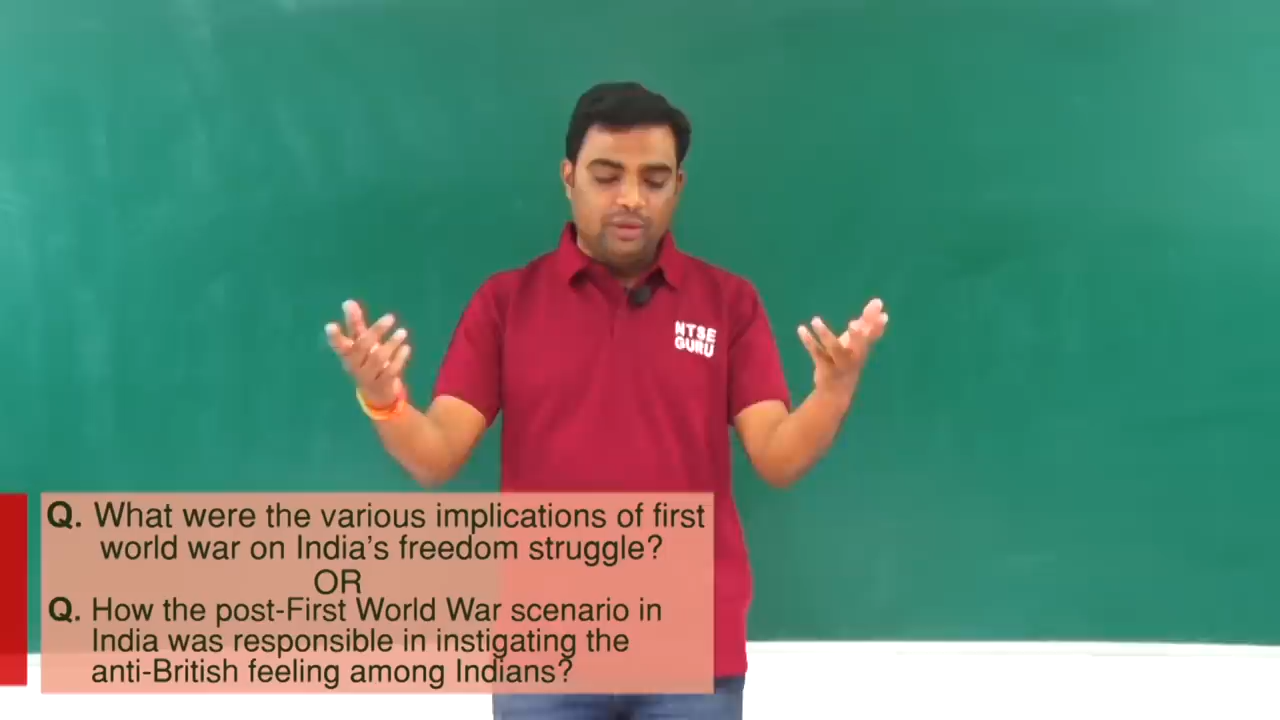 NTSE
GURU
Q. What were the various implications of first
world war on India's freedom struggle?
OR
Q. How the post-First World War scenario in
India was responsible in instigating the
anti-British feeling among Indians?